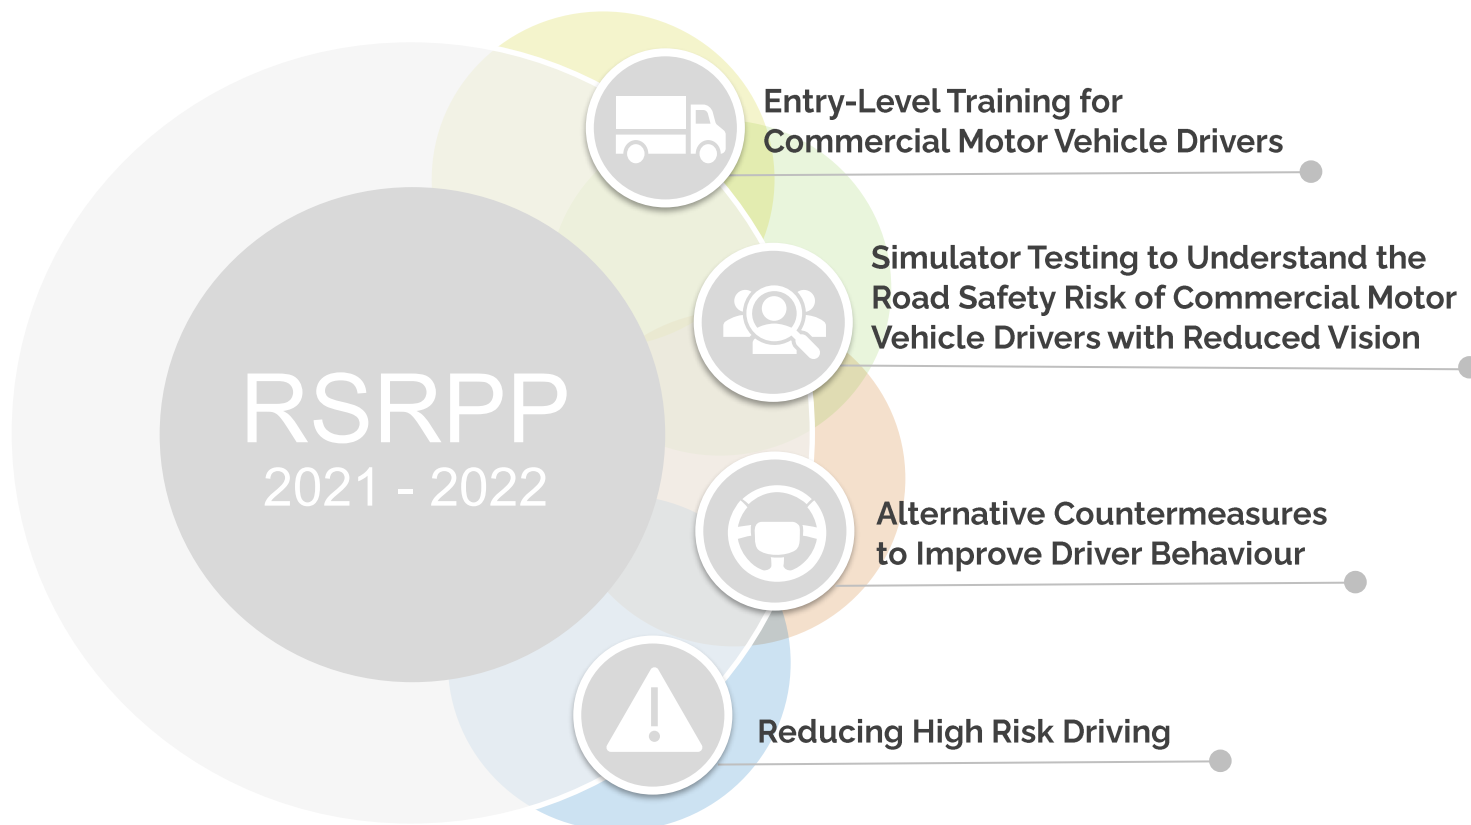 RSRPP
2021 - 2022
Entry-Level Training for
Commercial Motor Vehicle Drivers
Simulator Testing to Understand the
Road Safety Risk of Commercial Motor
Vehicle Drivers with Reduced Vision
Alternative Countermeasures
to Improve Driver Behaviour
Reducing High Risk Driving